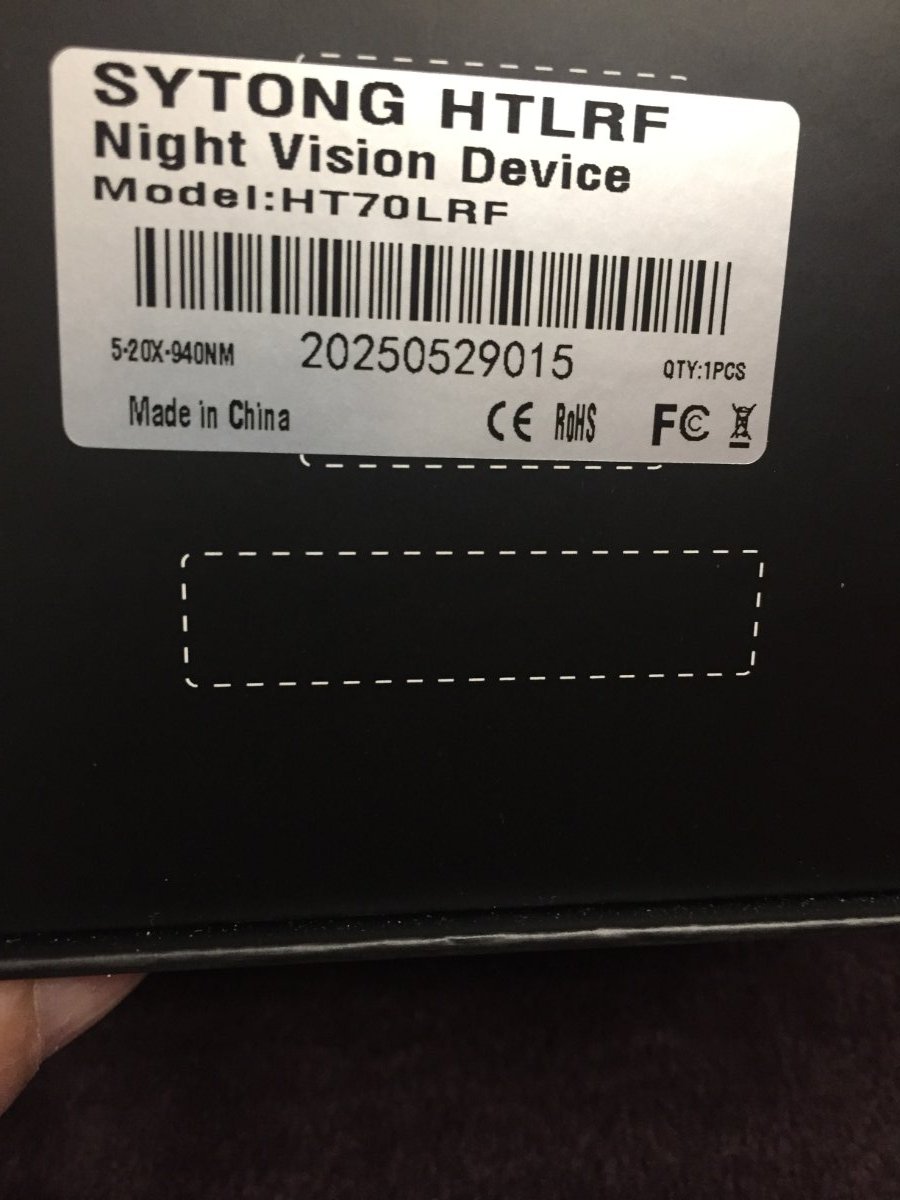 SYTONG HTLRF
Night Vision Device
Model:HT70LRF
5-20X-940NM 20250529015 QTY:1PCS
Made in China CE RoHS FC